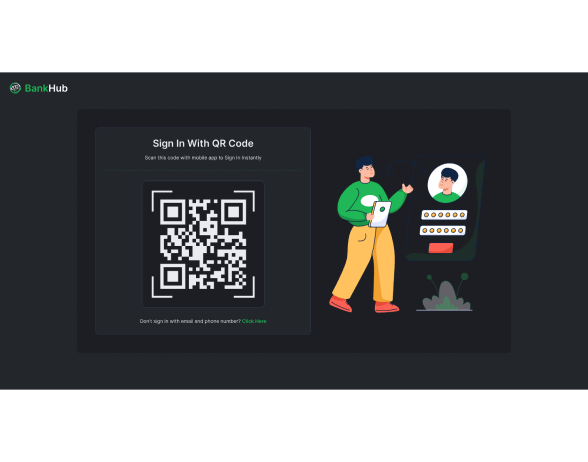 BankHub
Sign In With QR Code
Scan this code with mobile app to Sign In Instantly
Don't sign in with email and phone number? Click Here